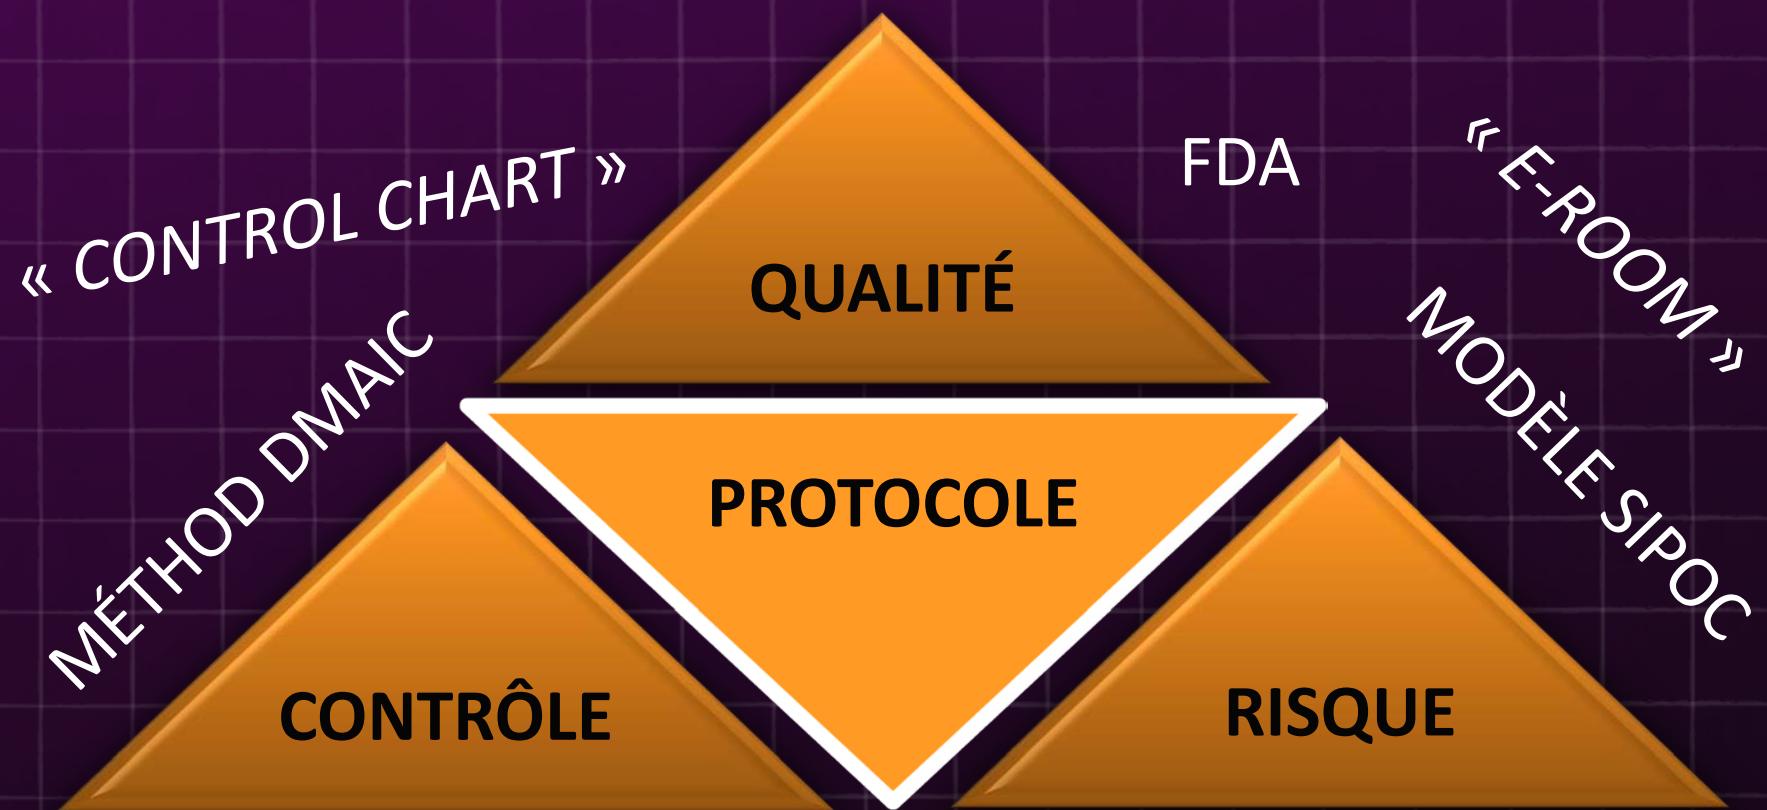 « CONTROL CHART »
FDA
« E-ROOM »
QUALITÉ
MÉTHOD DMAIC
MODÈLE SIPOC
PROTOCOLE
CONTRÔLE
RISQUE